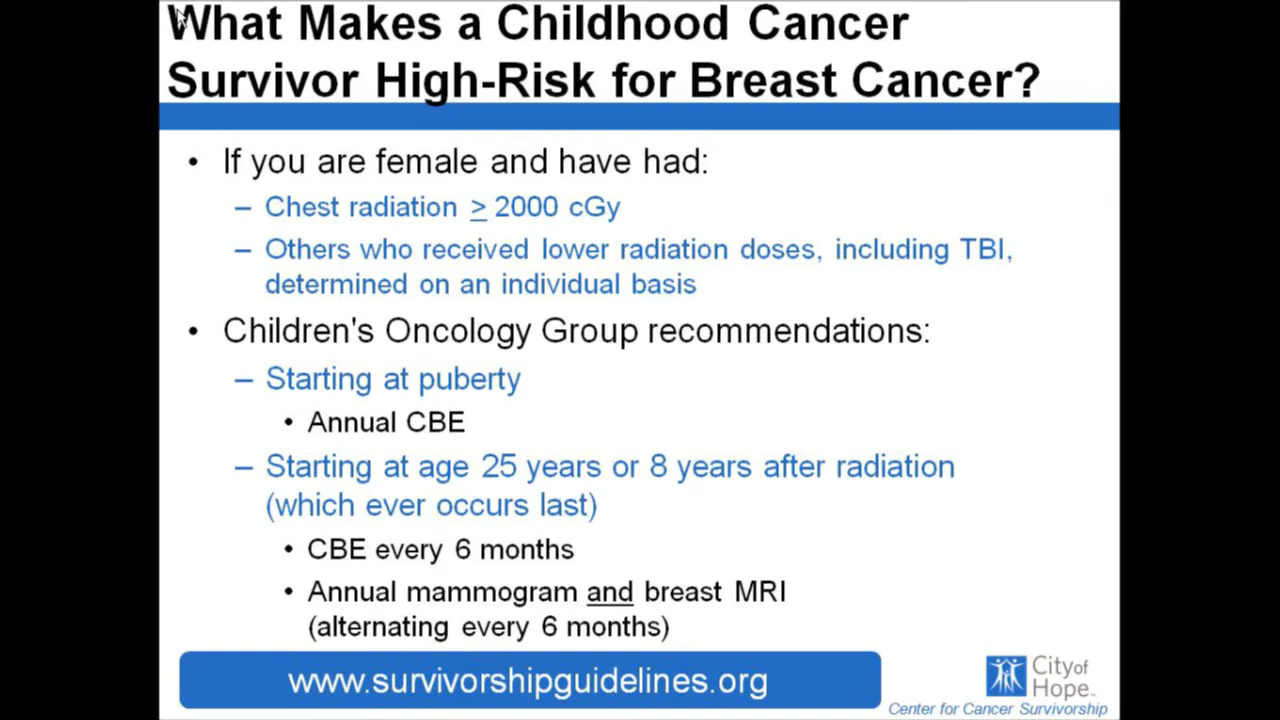 What Makes a Childhood Cancer
Survivor High-Risk for Breast Cancer?
• If you are female and have had:
– Chest radiation ≥ 2000 cGy
– Others who received lower radiation doses, including TBI,
determined on an individual basis
• Children's Oncology Group recommendations:
– Starting at puberty
• Annual CBE
– Starting at age 25 years or 8 years after radiation
(which ever occurs last)
• CBE every 6 months
• Annual mammogram and breast MRI
(alternating every 6 months)
www.survivorshipguidelines.org
City of
Hope™
Center for Cancer Survivorship